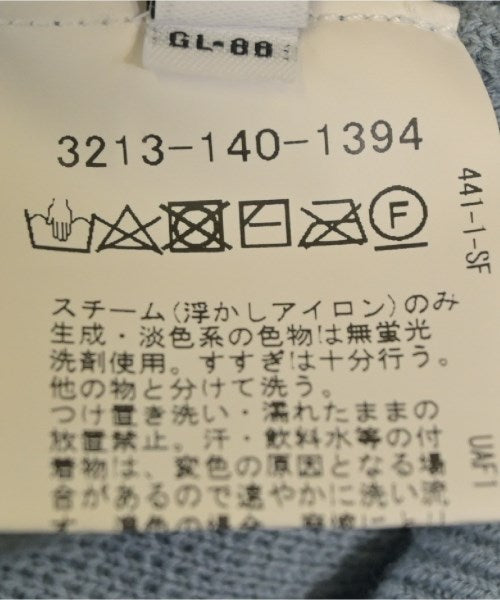 GL-88
3213-140-1394
F
441-1-SF
スチーム(浮かしアイロン)のみ
生成・淡色系の色物は無蛍光
洗剤使用。すすぎは十分行う。
他の物と分けて洗う。
つけ置き洗い・濡れたままの
放置禁止。汗・飲料水等の付
着物は、変色の原因となる場
合があるので速やかに洗い流
UAF1